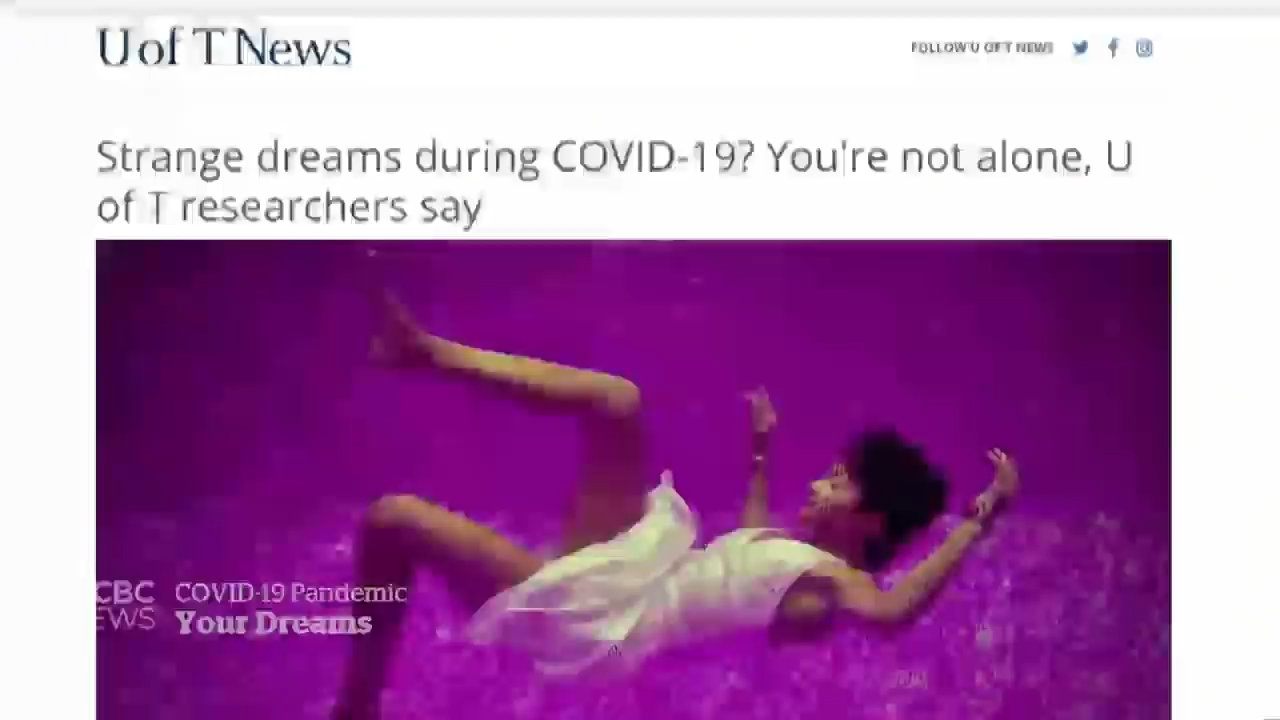 U of T News
FOLLOW U OF T NEWS
Strange dreams during COVID-19? You're not alone, U
of T researchers say
CBC
EWS
COVID-19 Pandemic
Your Dreams